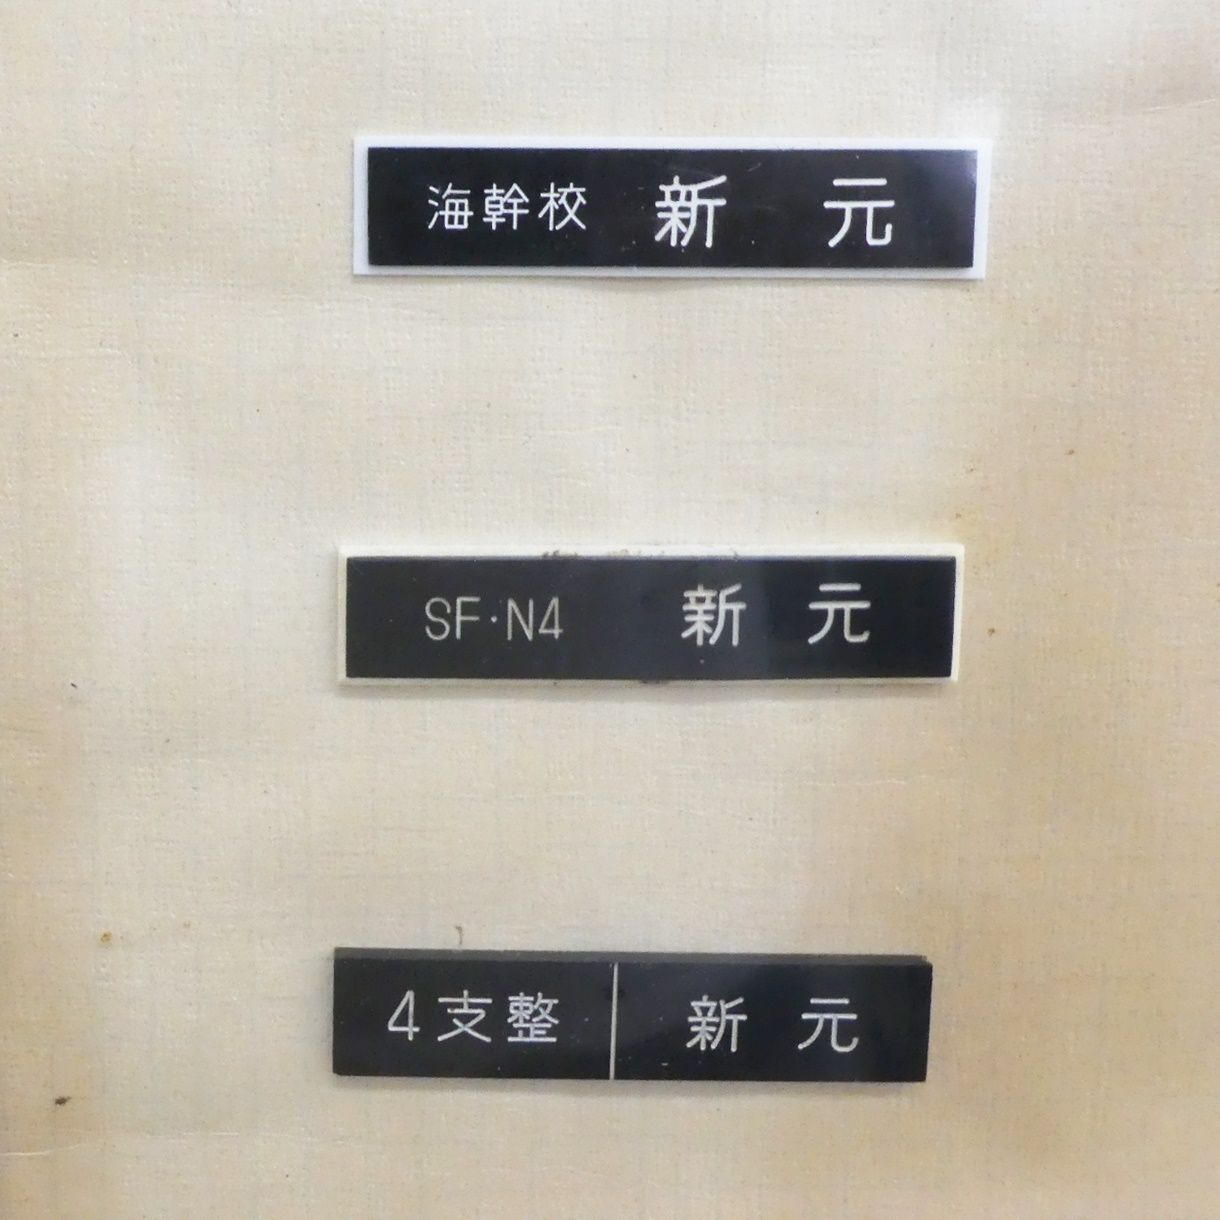 海幹校 新 元
SF·N4 新 元
4支整 新 元